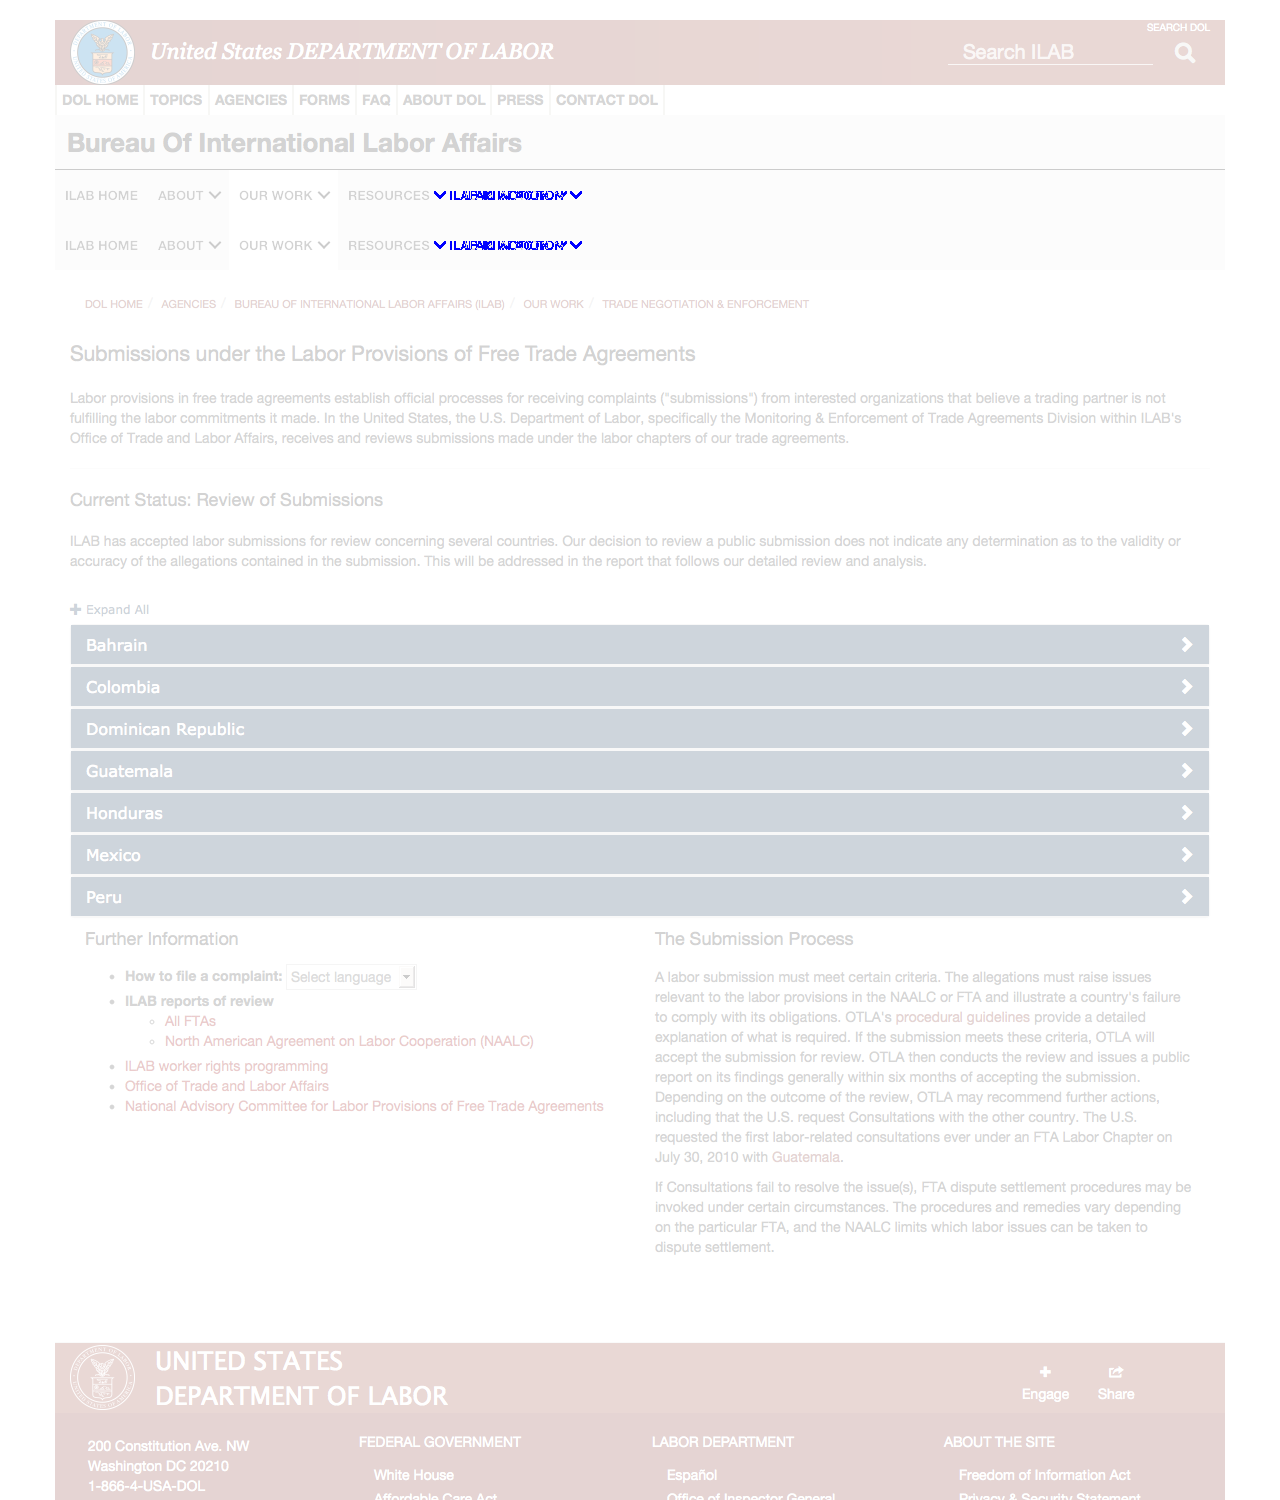 SEARCH DOL
United States DEPARTMENT OF LABOR
Search ILAB
DOL HOME TOPICS AGENCIES FORMS FAQ ABOUT DOL PRESS CONTACT DOL
Bureau Of International Labor Affairs
ILAB HOME ABOUT OUR WORK RESOURCES
ILAB HOME ABOUT OUR WORK RESOURCES
DOL HOME / AGENCIES / BUREAU OF INTERNATIONAL LABOR AFFAIRS (ILAB) / OUR WORK / TRADE NEGOTIATION & ENFORCEMENT
Submissions under the Labor Provisions of Free Trade Agreements
Labor provisions in free trade agreements establish official processes for receiving complaints ("submissions") from interested organizations that believe a trading partner is not
fulfilling the labor commitments it made. In the United States, the U.S. Department of Labor, specifically the Monitoring & Enforcement of Trade Agreements Division within ILAB's
Office of Trade and Labor Affairs, receives and reviews submissions made under the labor chapters of our trade agreements.
Current Status: Review of Submissions
ILAB has accepted labor submissions for review concerning several countries. Our decision to review a public submission does not indicate any determination as to the validity or
accuracy of the allegations contained in the submission. This will be addressed in the report that follows our detailed review and analysis.
Expand All
Bahrain
Colombia
Dominican Republic
Guatemala
Honduras
Mexico
Peru
Further Information
• How to file a complaint: Select language
• ILAB reports of review
◦ All FTAs
◦ North American Agreement on Labor Cooperation (NAALC)
• ILAB worker rights programming
• Office of Trade and Labor Affairs
• National Advisory Committee for Labor Provisions of Free Trade Agreements
The Submission Process
A labor submission must meet certain criteria. The allegations must raise issues
relevant to the labor provisions in the NAALC or FTA and illustrate a country's failure
to comply with its obligations. OTLA's procedural guidelines provide a detailed
explanation of what is required. If the submission meets these criteria, OTLA will
accept the submission for review. OTLA then conducts the review and issues a public
report on its findings generally within six months of accepting the submission.
Depending on the outcome of the review, OTLA may recommend further actions,
including that the U.S. request Consultations with the other country. The U.S.
requested the first labor-related consultations ever under an FTA Labor Chapter on
July 30, 2010 with Guatemala.
If Consultations fail to resolve the issue(s), FTA dispute settlement procedures may be
invoked under certain circumstances. The procedures and remedies vary depending
on the particular FTA, and the NAALC limits which labor issues can be taken to
dispute settlement.
UNITED STATES
DEPARTMENT OF LABOR
Engage Share
200 Constitution Ave. NW
Washington DC 20210
1-866-4-USA-DOL
FEDERAL GOVERNMENT
White House
Affordable Care Act
LABOR DEPARTMENT
Español
Office of Inspector General
ABOUT THE SITE
Freedom of Information Act
Privacy & Security Statement